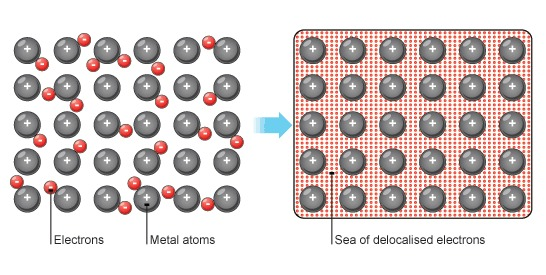 Electrons
Metal atoms
Sea of delocalised electrons